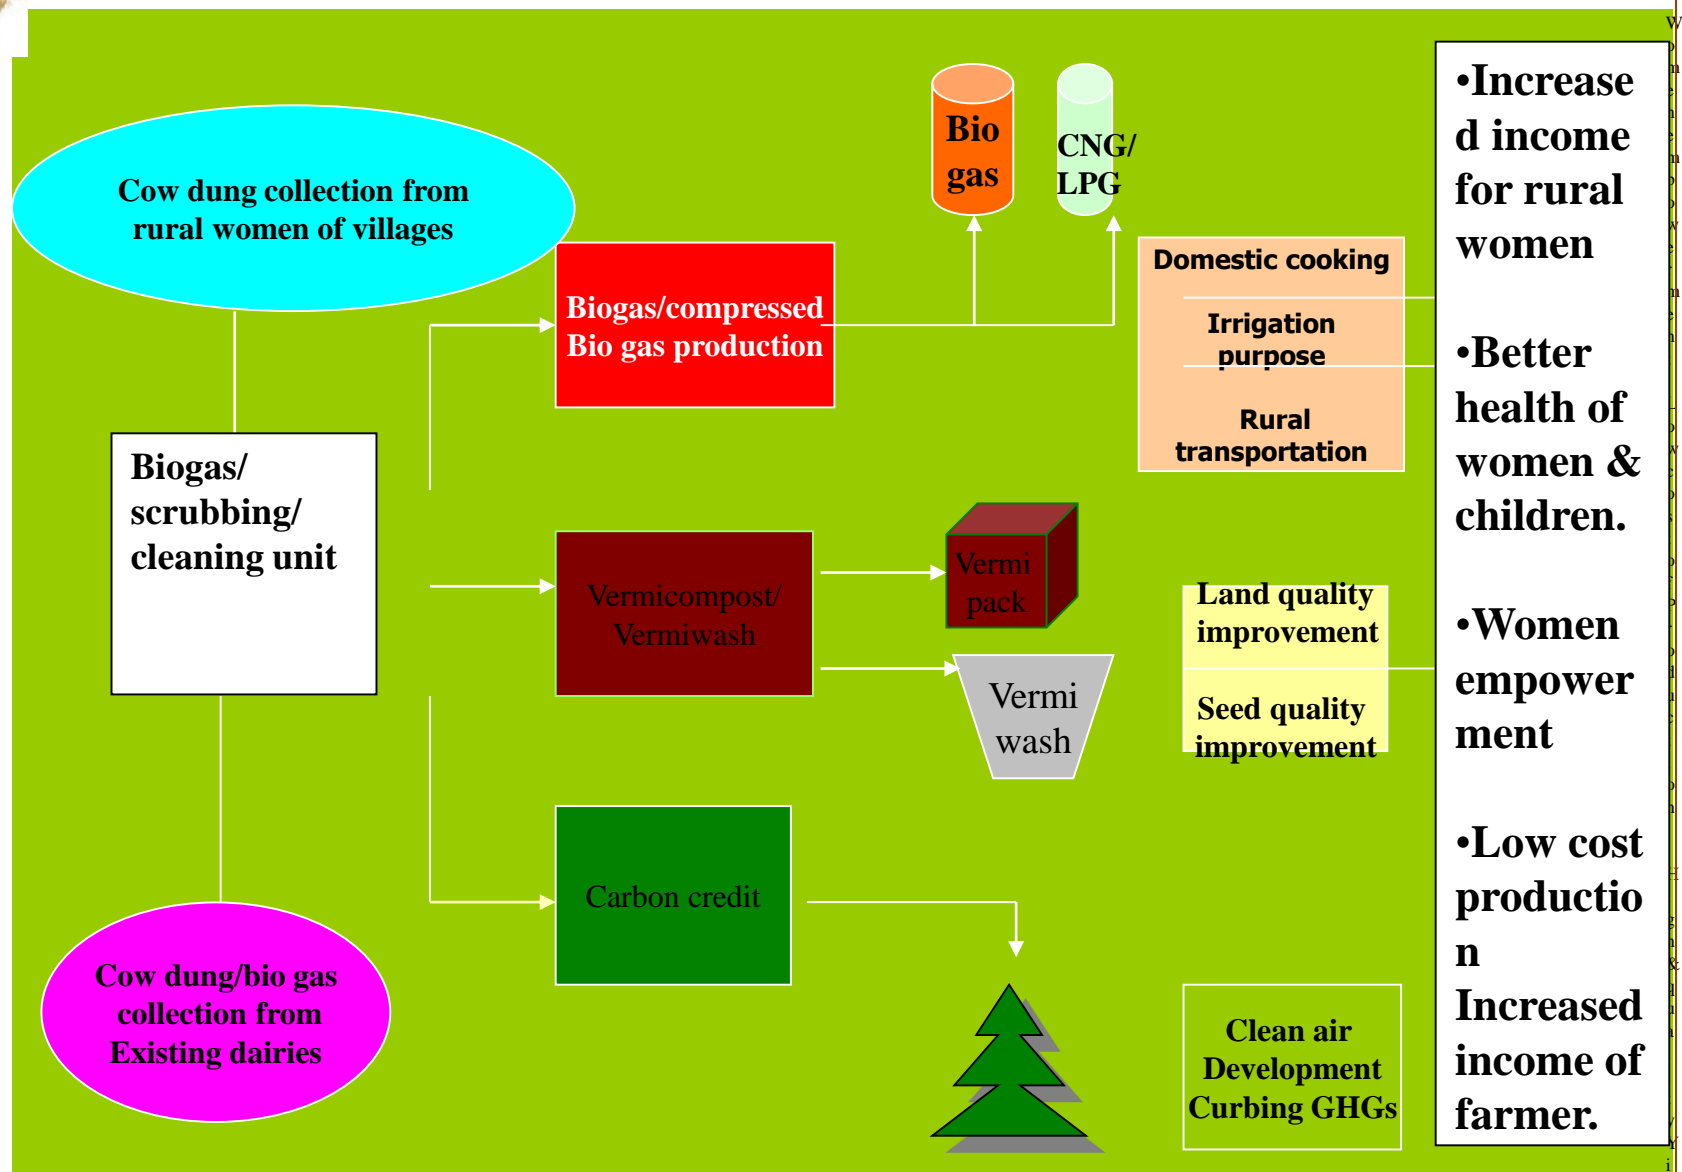 Cow dung collection from
rural women of villages
Biogas/
scrubbing/
cleaning unit
Cow dung/bio gas
collection from
Existing dairies
Biogas/compressed
Bio gas production
Vermicompost/
Vermiwash
Carbon credit
Bio
gas
CNG/
LPG
Vermi
pack
Vermi
wash
Domestic cooking
Irrigation
purpose
Rural
transportation
Land quality
improvement
Seed quality
improvement
Clean air
Development
Curbing GHGs
•Increase
d income
for rural
women
•Better
health of
women &
children.
•Women
empower
ment
•Low cost
productio
n
Increased
income of
farmer.